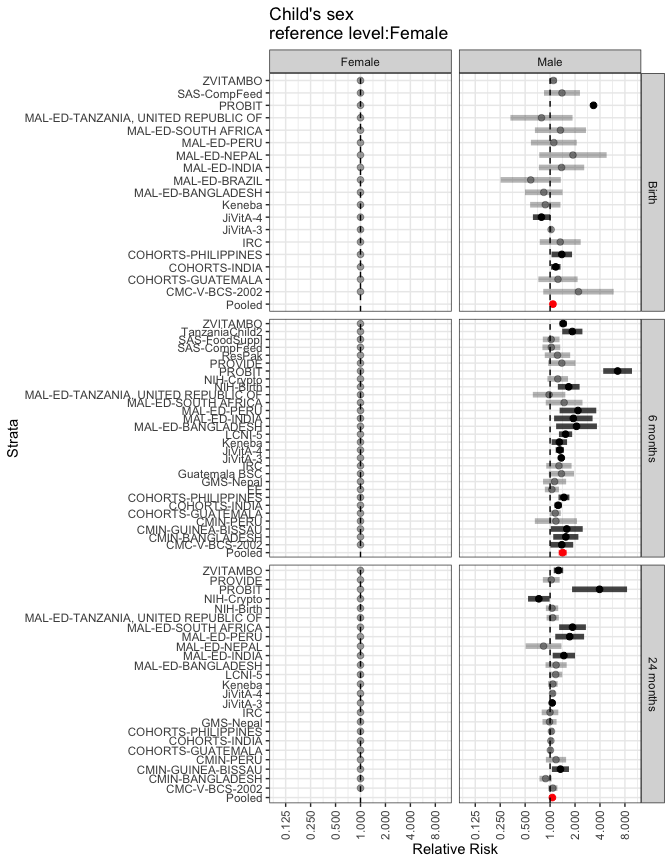 Child's sex
reference level:Female
Female
Male
Strata
ZVITAMBO
SAS-CompFeed
PROBIT
MAL-ED-TANZANIA, UNITED REPUBLIC OF
MAL-ED-SOUTH AFRICA
MAL-ED-PERU
MAL-ED-NEPAL
MAL-ED-INDIA
MAL-ED-BRAZIL
MAL-ED-BANGLADESH
Keneba
JiVitA-4
JiVitA-3
IRC
COHORTS-PHILIPPINES
COHORTS-INDIA
COHORTS-GUATEMALA
CMC-V-BCS-2002
Pooled
Birth
ZVITAMBO
TanzaniaChild2
SAS-FoodSuppl
SAS-CompFeed
ResPak
PROVIDE
PROBIT
NIH-Crypto
NIH-Birth
MAL-ED-TANZANIA, UNITED REPUBLIC OF
MAL-ED-SOUTH AFRICA
MAL-ED-PERU
MAL-ED-INDIA
MAL-ED-BANGLADESH
LCNI-5
Keneba
JiVitA-4
JiVitA-3
IRC
Guatemala BSC
GMS-Nepal
EE
COHORTS-PHILIPPINES
COHORTS-INDIA
COHORTS-GUATEMALA
CMIN-PERU
CMIN-GUINEA-BISSAU
CMIN-BANGLADESH
CMC-V-BCS-2002
Pooled
6 months
ZVITAMBO
PROVIDE
PROBIT
NIH-Crypto
NIH-Birth
MAL-ED-TANZANIA, UNITED REPUBLIC OF
MAL-ED-SOUTH AFRICA
MAL-ED-PERU
MAL-ED-NEPAL
MAL-ED-INDIA
MAL-ED-BANGLADESH
LCNI-5
Keneba
JiVitA-4
JiVitA-3
IRC
GMS-Nepal
COHORTS-PHILIPPINES
COHORTS-INDIA
COHORTS-GUATEMALA
CMIN-PERU
CMIN-GUINEA-BISSAU
CMIN-BANGLADESH
CMC-V-BCS-2002
Pooled
24 months
0.125
0.250
0.500
1.000
2.000
4.000
8.000
0.125
0.250
0.500
1.000
2.000
4.000
8.000
Relative Risk